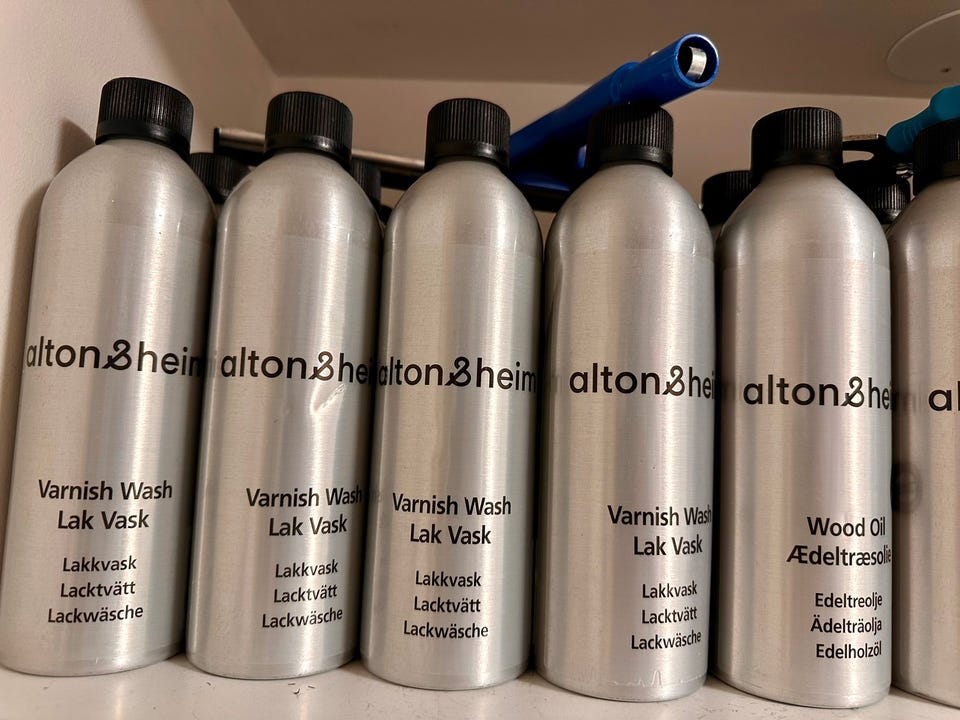 alton&heim
Varnish Wash
Lak Vask
Lakkvask
Lacktvätt
Lackwäsche
alton&hei
Varnish Wash
Lak Vask
Lakkvask
Lacktvätt
Lackwäsche
alton&heim
Varnish Wash
Lak Vask
Lakkvask
Lacktvätt
Lackwäsche
alton&hei
Varnish Wash
Lak Vask
Lakkvask
Lacktvätt
Lackwäsche
alton&hei
Wood Oil
Ædeltræsolie
Edeltreolje
Ädelträolja
Edelholzöl
al